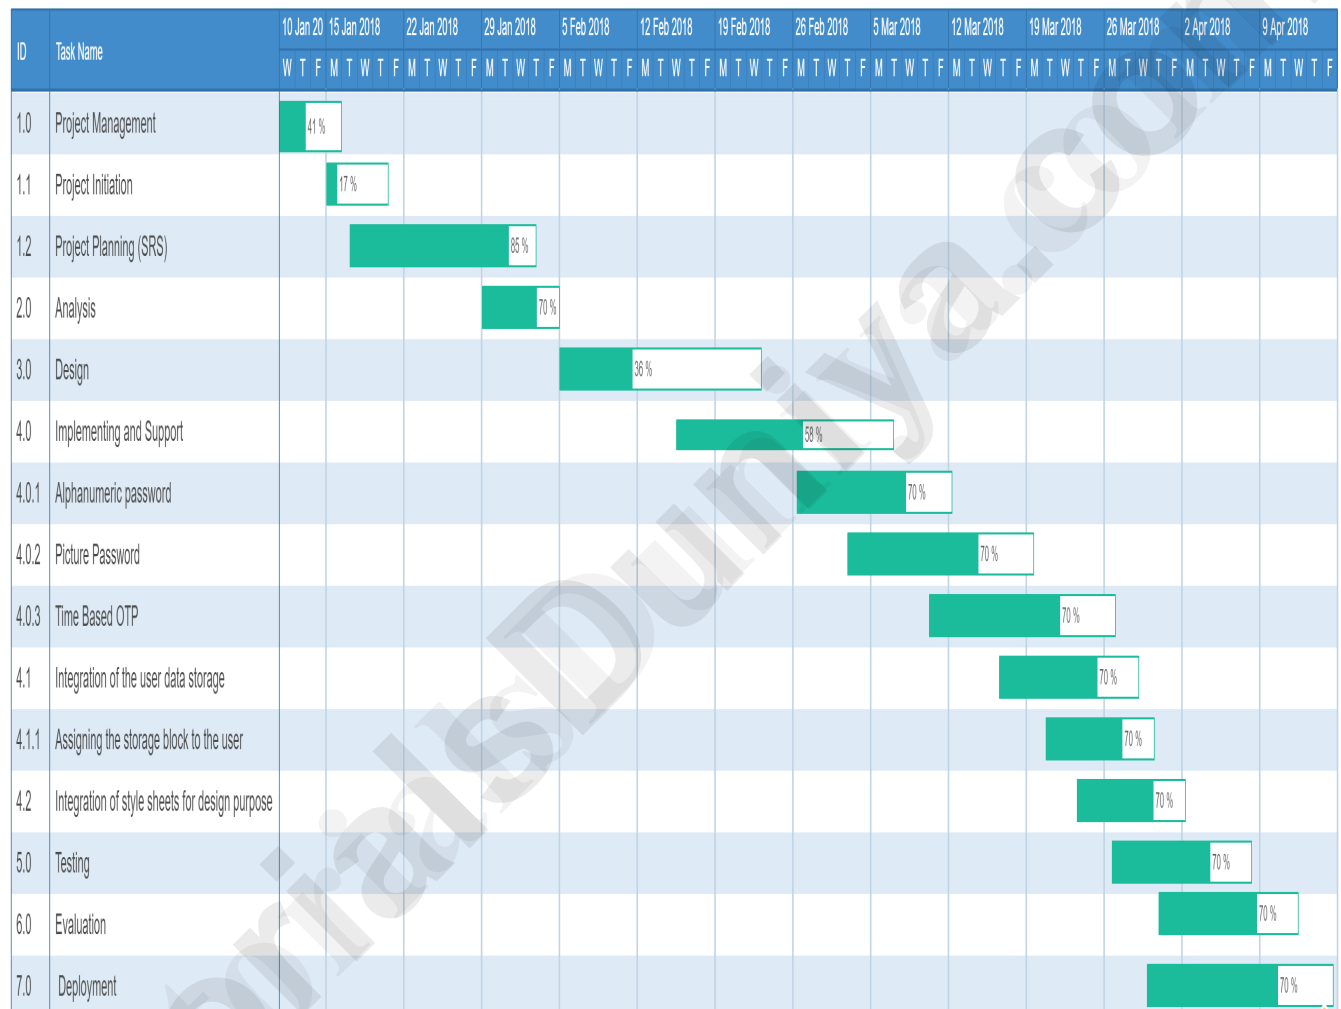 ID Task Name 10 Jan 20 15 Jan 2018 22 Jan 2018 29 Jan 2018 5 Feb 2018 12 Feb 2018 19 Feb 2018 26 Feb 2018 5 Mar 2018 12 Mar 2018 19 Mar 2018 26 Mar 2018 2 Apr 2018 9 Apr 2018
W T F M T W T F M T W T F M T W T F M T W T F M T W T F M T W T F M T W T F M T W T F M T W T F M T W T F M T W T F M T W T F M T W T F
1.0 Project Management 41 %
1.1 Project Initiation 17 %
1.2 Project Planning (SRS) 85 %
2.0 Analysis 70 %
3.0 Design 36 %
4.0 Implementing and Support 58 %
4.0.1 Alphanumeric password 70 %
4.0.2 Picture Password 70 %
4.0.3 Time Based OTP 70 %
4.1 Integration of the user data storage 70 %
4.1.1 Assigning the storage block to the user 70 %
4.2 Integration of style sheets for design purpose 70 %
5.0 Testing 70 %
6.0 Evaluation 70 %
7.0 Deployment 70 %
orialsDuniya.com